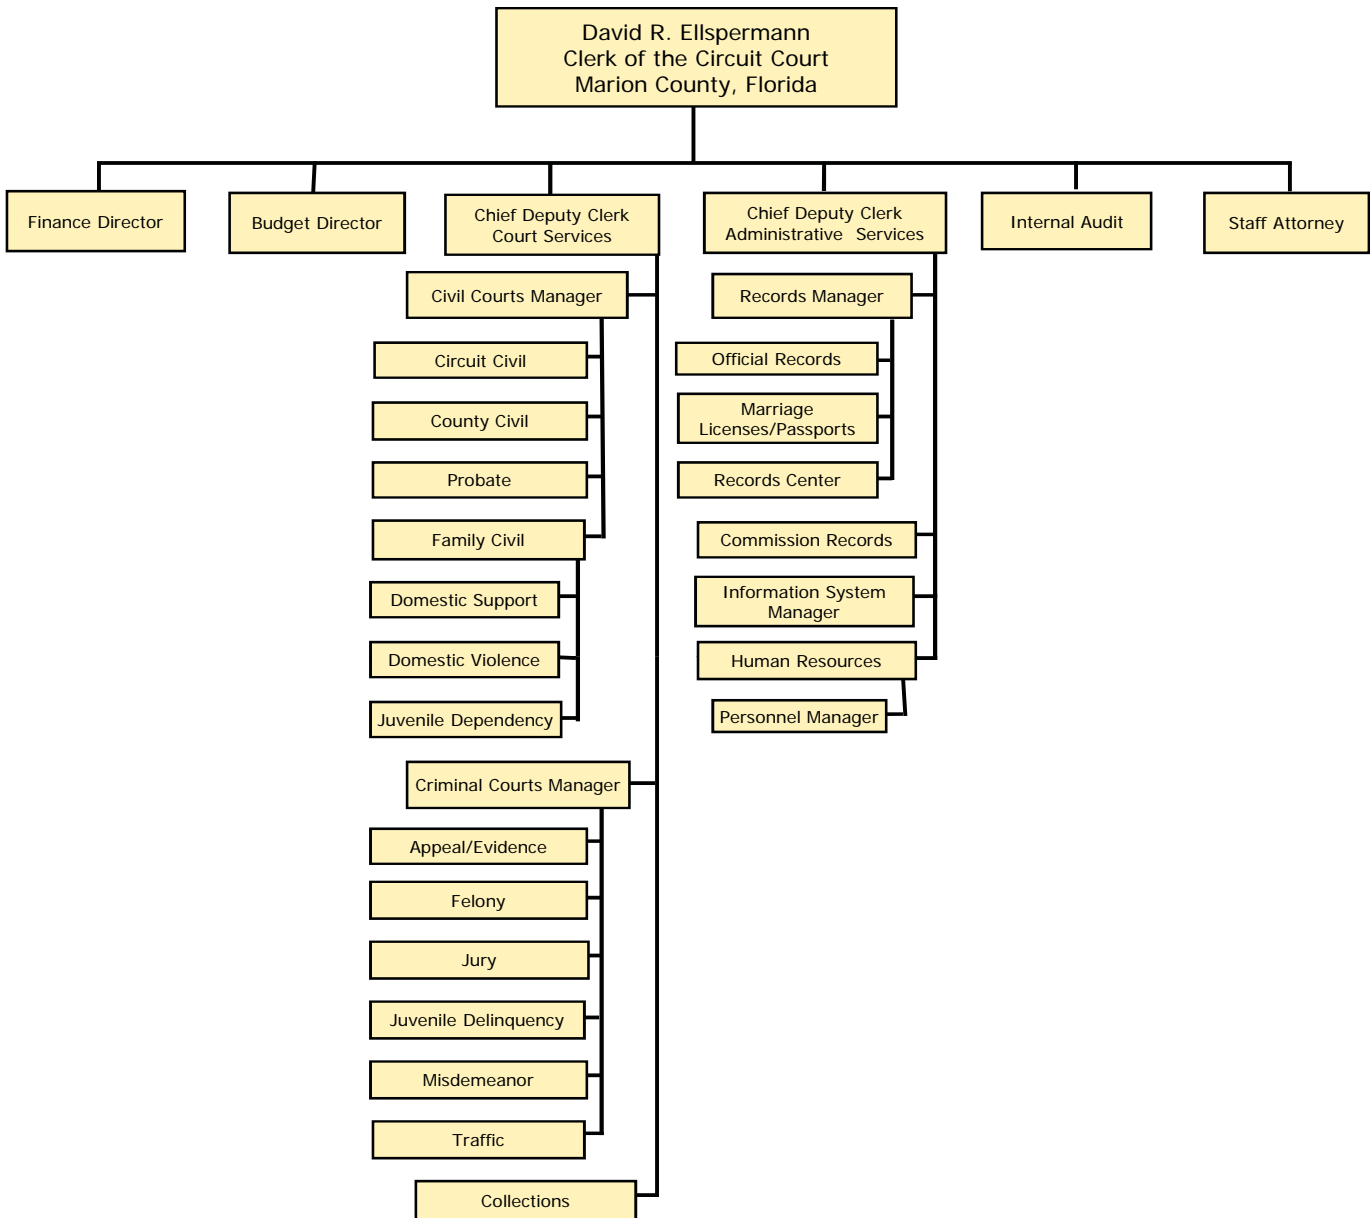 David R. Ellspermann
Clerk of the Circuit Court
Marion County, Florida
Finance Director
Budget Director
Chief Deputy Clerk
Court Services
Chief Deputy Clerk
Administrative Services
Internal Audit
Staff Attorney
Civil Courts Manager
Circuit Civil
County Civil
Probate
Family Civil
Domestic Support
Domestic Violence
Juvenile Dependency
Criminal Courts Manager
Appeal/Evidence
Felony
Jury
Juvenile Delinquency
Misdemeanor
Traffic
Collections
Records Manager
Official Records
Marriage
Licenses/Passports
Records Center
Commission Records
Information System
Manager
Human Resources
Personnel Manager